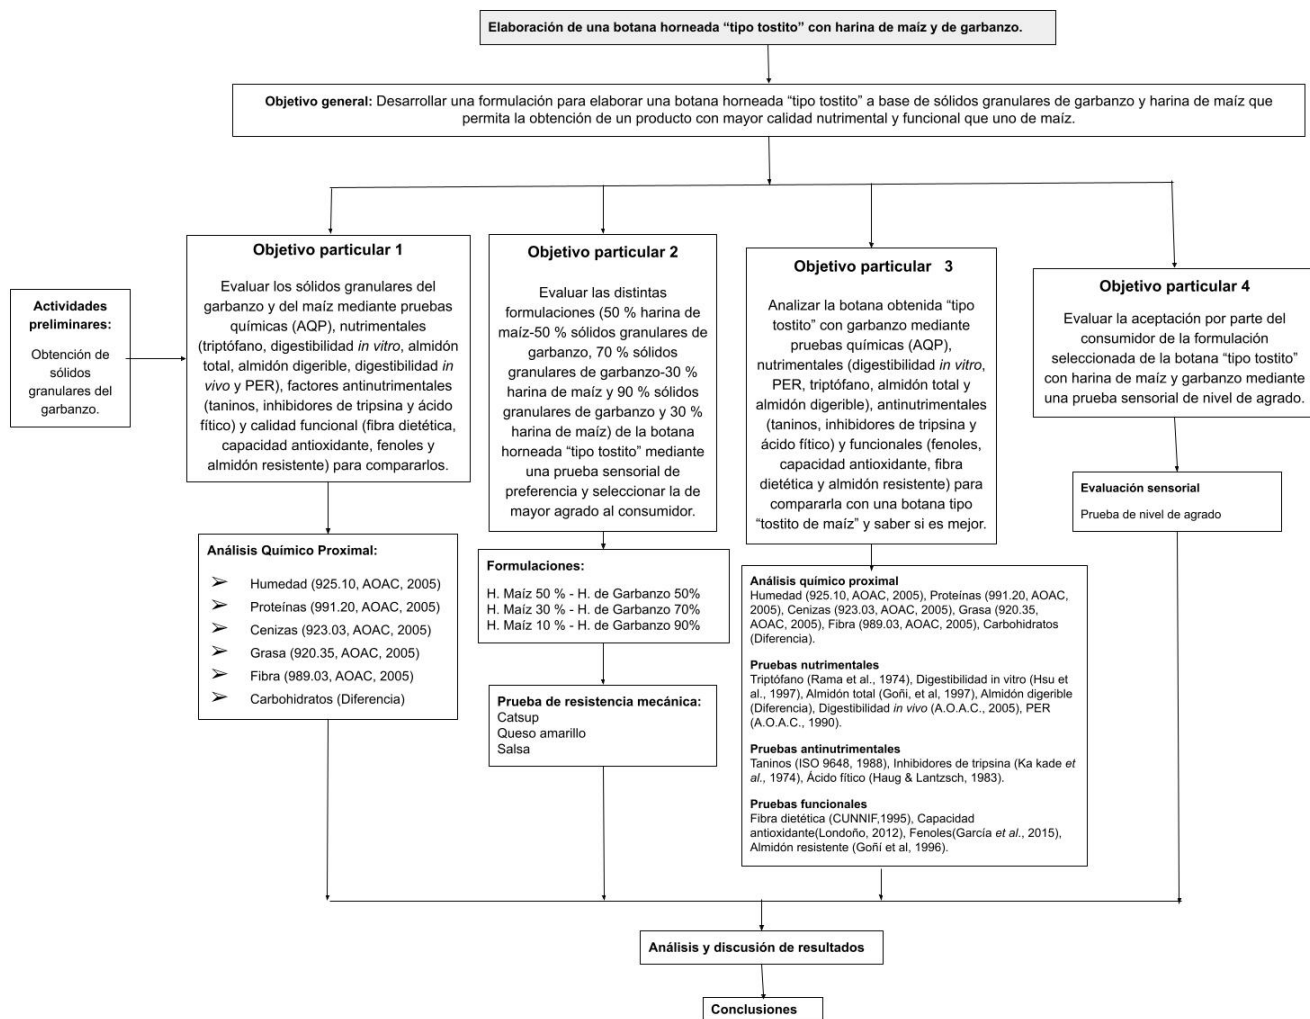 Elaboración de una botana horneada “tipo tostito” con harina de maíz y de garbanzo.
Objetivo general: Desarrollar una formulación para elaborar una botana horneada “tipo tostito” a base de sólidos granulares de garbanzo y harina de maíz que
permita la obtención de un producto con mayor calidad nutrimental y funcional que uno de maíz.
Actividades
preliminares:
Obtención de
sólidos
granulares del
garbanzo.
Objetivo particular 1
Evaluar los sólidos granulares del
garbanzo y del maíz mediante pruebas
químicas (AQP), nutrimentales
(triptófano, digestibilidad in vitro, almidón
total, almidón digerible, digestibilidad in
vivo y PER), factores antinutrimentales
(taninos, inhibidores de tripsina y ácido
fítico) y calidad funcional (fibra dietética,
capacidad antioxidante, fenoles y
almidón resistente) para compararlos.
Análisis Químico Proximal:
➢ Humedad (925.10, AOAC, 2005)
➢ Proteínas (991.20, AOAC, 2005)
➢ Cenizas (923.03, AOAC, 2005)
➢ Grasa (920.35, AOAC, 2005)
➢ Fibra (989.03, AOAC, 2005)
➢ Carbohidratos (Diferencia)
Objetivo particular 2
Evaluar las distintas
formulaciones (50 % harina de
maíz-50 % sólidos granulares de
garbanzo, 70 % sólidos
granulares de garbanzo-30 %
harina de maíz y 90 % sólidos
granulares de garbanzo y 30 %
harina de maíz) de la botana
horneada “tipo tostito” mediante
una prueba sensorial de
preferencia y seleccionar la de
mayor agrado al consumidor.
Formulaciones:
H. Maíz 50 % - H. de Garbanzo 50%
H. Maíz 30 % - H. de Garbanzo 70%
H. Maíz 10 % - H. de Garbanzo 90%
Prueba de resistencia mecánica:
Catsup
Queso amarillo
Salsa
Objetivo particular 3
Analizar la botana obtenida “tipo
tostito” con garbanzo mediante
pruebas químicas (AQP),
nutrimentales (digestibilidad in vitro,
PER, triptófano, almidón total y
almidón digerible), antinutrimentales
(taninos, inhibidores de tripsina y
ácido fítico) y funcionales (fenoles,
capacidad antioxidante, fibra
dietética y almidón resistente) para
compararla con una botana tipo
“tostito de maíz” y saber si es mejor.
Análisis químico proximal
Humedad (925.10, AOAC, 2005), Proteínas (991.20, AOAC,
2005), Cenizas (923.03, AOAC, 2005), Grasa (920.35,
AOAC, 2005), Fibra (989.03, AOAC, 2005), Carbohidratos
(Diferencia).
Pruebas nutrimentales
Triptófano (Rama et al., 1974), Digestibilidad in vitro (Hsu et
al., 1997), Almidón total (Goñi, et al, 1997), Almidón digerible
(Diferencia), Digestibilidad in vivo (A.O.A.C., 2005), PER
(A.O.A.C., 1990).
Pruebas antinutrimentales
Taninos (ISO 9648, 1988), Inhibidores de tripsina (Ka kade et
al., 1974), Ácido fítico (Haug & Lantzsch, 1983).
Pruebas funcionales
Fibra dietética (CUNNIF,1995), Capacidad
antioxidante(Londoño, 2012), Fenoles(García et al., 2015),
Almidón resistente (Goñí et al, 1996).
Objetivo particular 4
Evaluar la aceptación por parte del
consumidor de la formulación
seleccionada de la botana “tipo tostito”
con harina de maíz y garbanzo mediante
una prueba sensorial de nivel de agrado.
Evaluación sensorial
Prueba de nivel de agrado
Análisis y discusión de resultados
Conclusiones